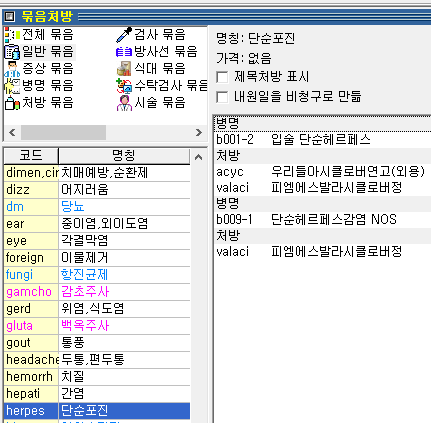 묶음처방
전체 묶음
검사 묶음
일반 묶음
방사선 묶음
증상 묶음
식대 묶음
병명 묶음
수탁검사 묶음
처방 묶음
시술 묶음
코드 명칭
dimen,cir 치매예방,순환제
dizz 어지러움
dm 당뇨
ear 중이염,외이도염
eye 각결막염
foreign 이물제거
fungi 항진균제
gamcho 감초주사
gerd 위염,식도염
gluta 백옥주사
gout 통풍
headache 두통,편두통
hemorrh 치질
hepati 간염
herpes 단순포진
명칭: 단순포진
가격: 없음
제목처방 표시
내원일을 비청구로 만듦
병명
b001-2 입술 단순헤르페스
처방
acyc 우리들아시클로버연고(외용)
valaci 피엠에스발라시클로버정
병명
b009-1 단순헤르페스감염 NOS
처방
valaci 피엠에스발라시클로버정